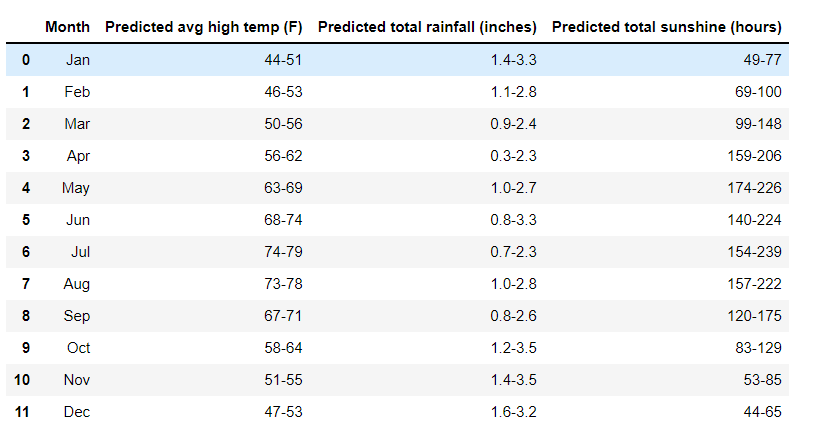 Month Predicted avg high temp (F) Predicted total rainfall (inches) Predicted total sunshine (hours)
0 Jan 44-51 1.4-3.3 49-77
1 Feb 46-53 1.1-2.8 69-100
2 Mar 50-56 0.9-2.4 99-148
3 Apr 56-62 0.3-2.3 159-206
4 May 63-69 1.0-2.7 174-226
5 Jun 68-74 0.8-3.3 140-224
6 Jul 74-79 0.7-2.3 154-239
7 Aug 73-78 1.0-2.8 157-222
8 Sep 67-71 0.8-2.6 120-175
9 Oct 58-64 1.2-3.5 83-129
10 Nov 51-55 1.4-3.5 53-85
11 Dec 47-53 1.6-3.2 44-65